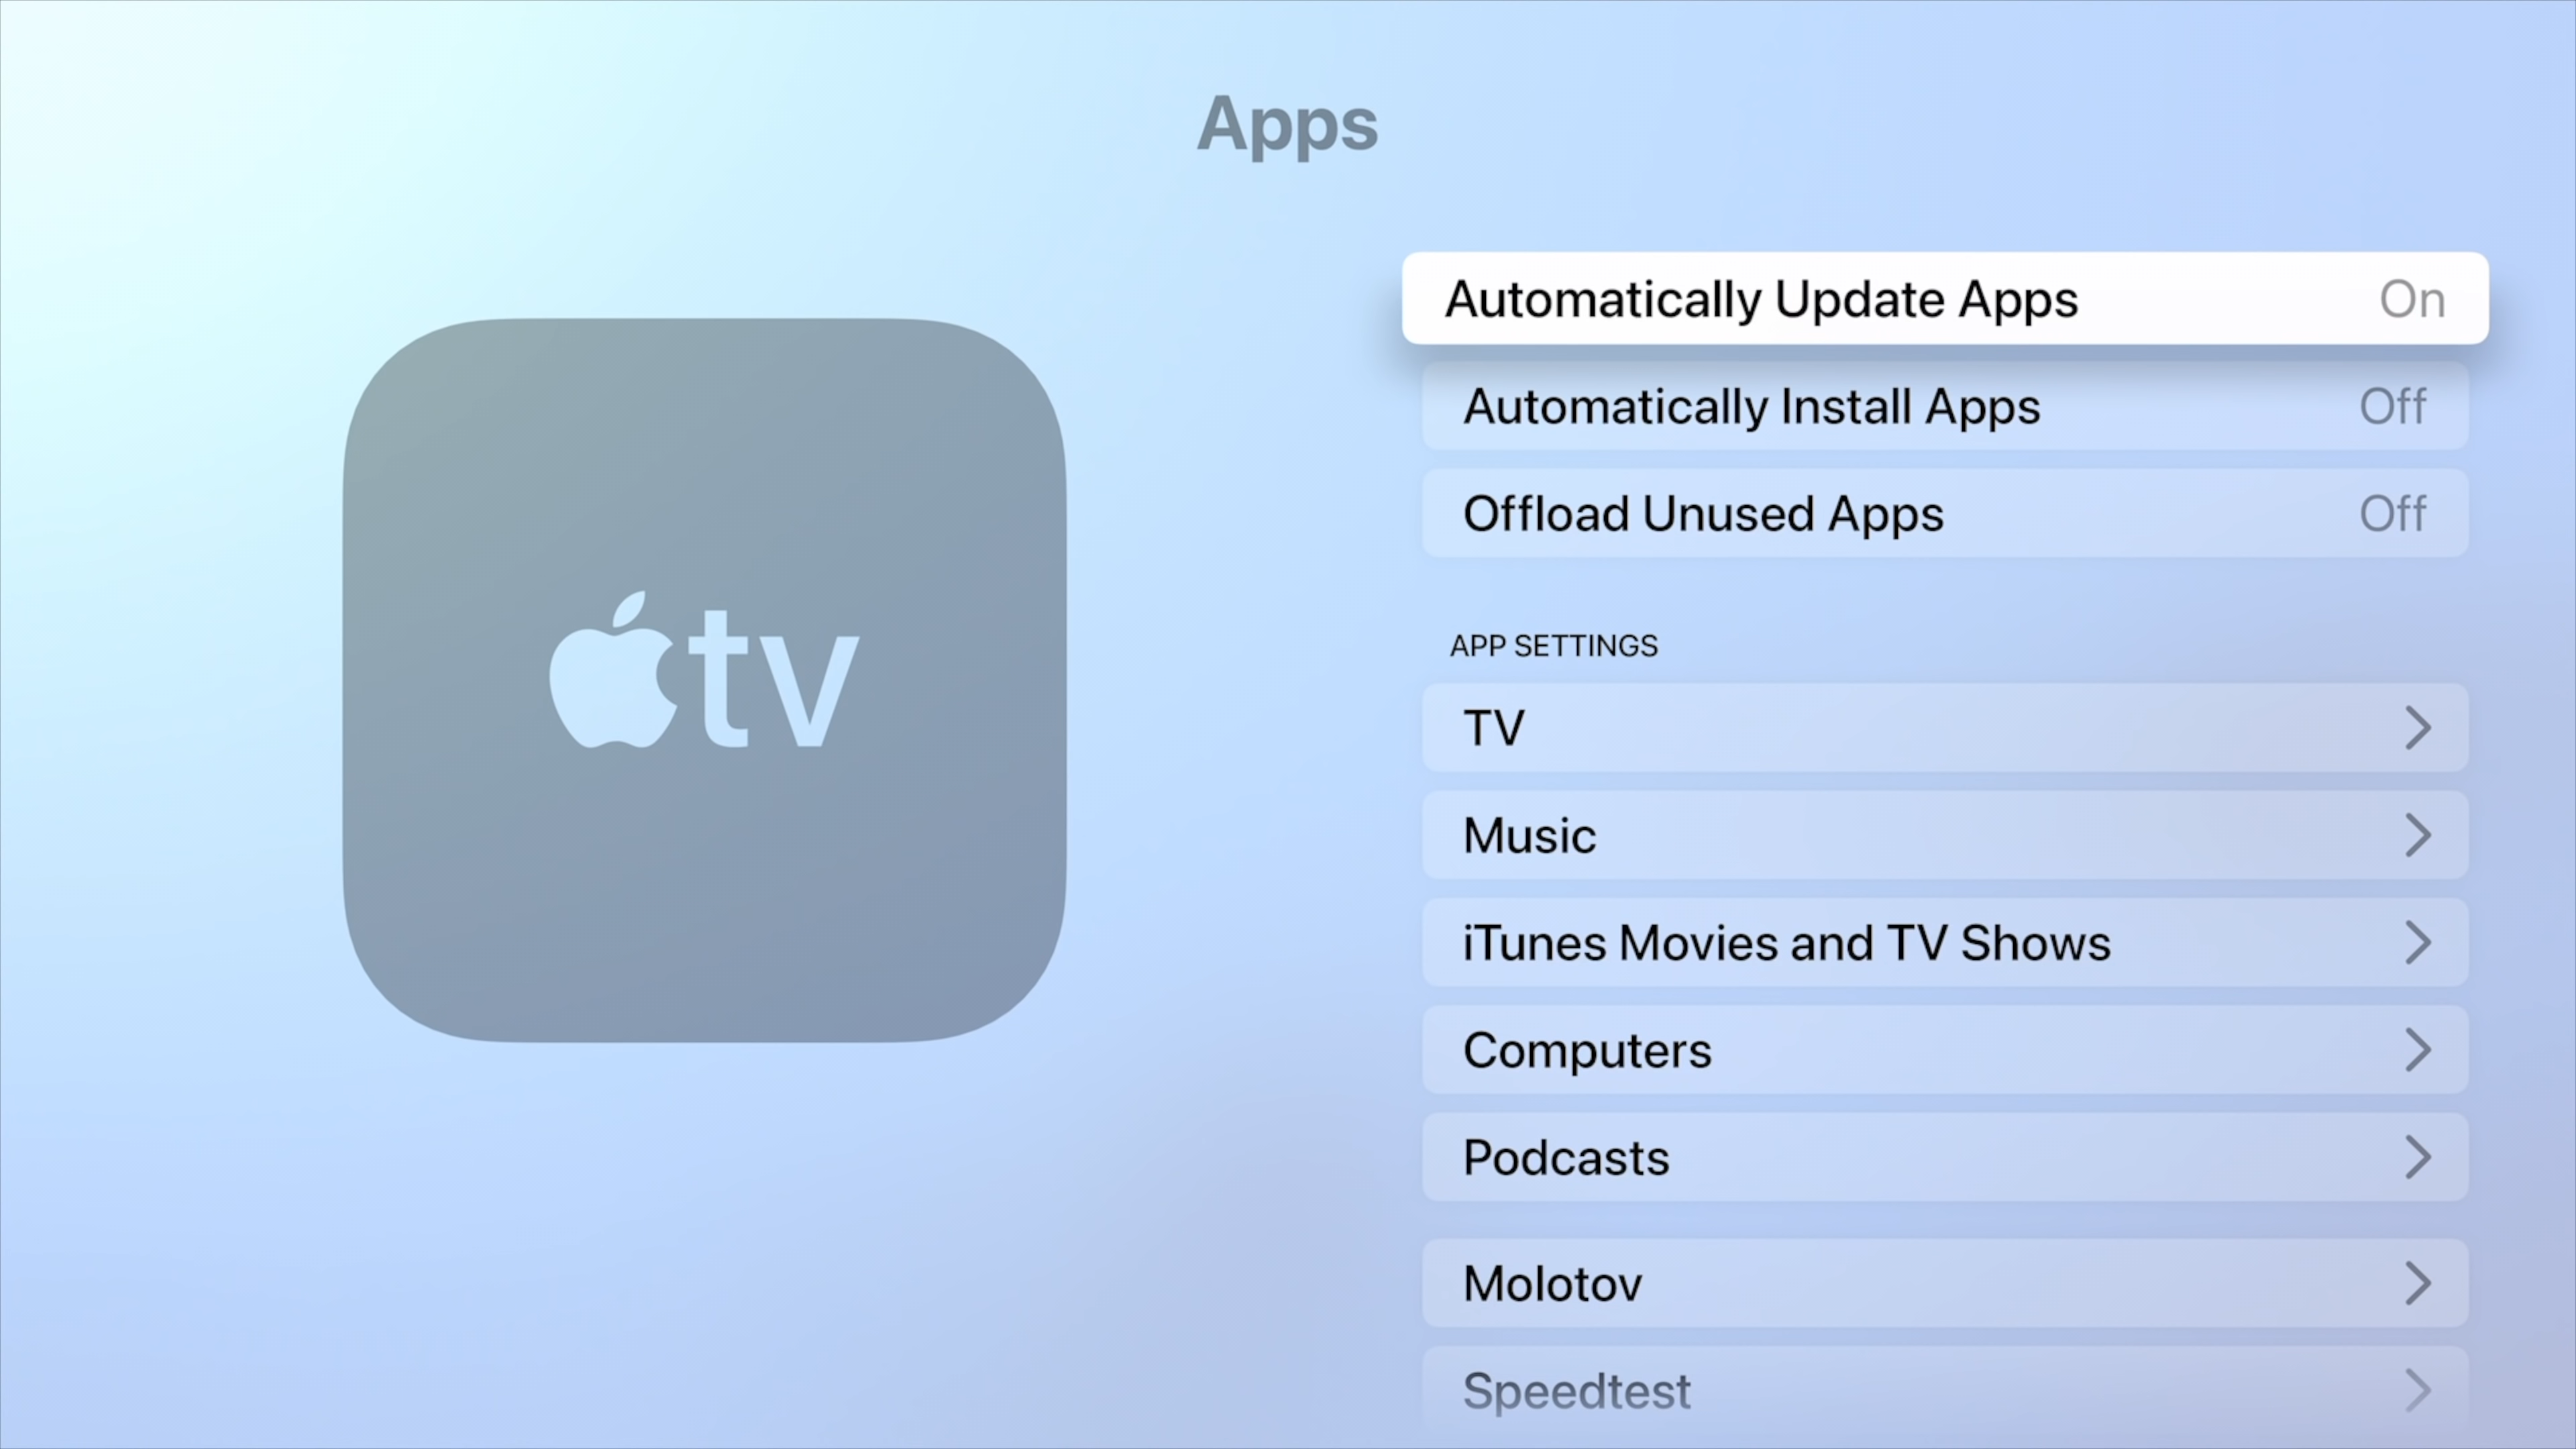 Apps
Automatically Update Apps On
Automatically Install Apps Off
Offload Unused Apps Off
tv
APP SETTINGS
TV
Music
iTunes Movies and TV Shows
Computers
Podcasts
Molotov
Speedtest